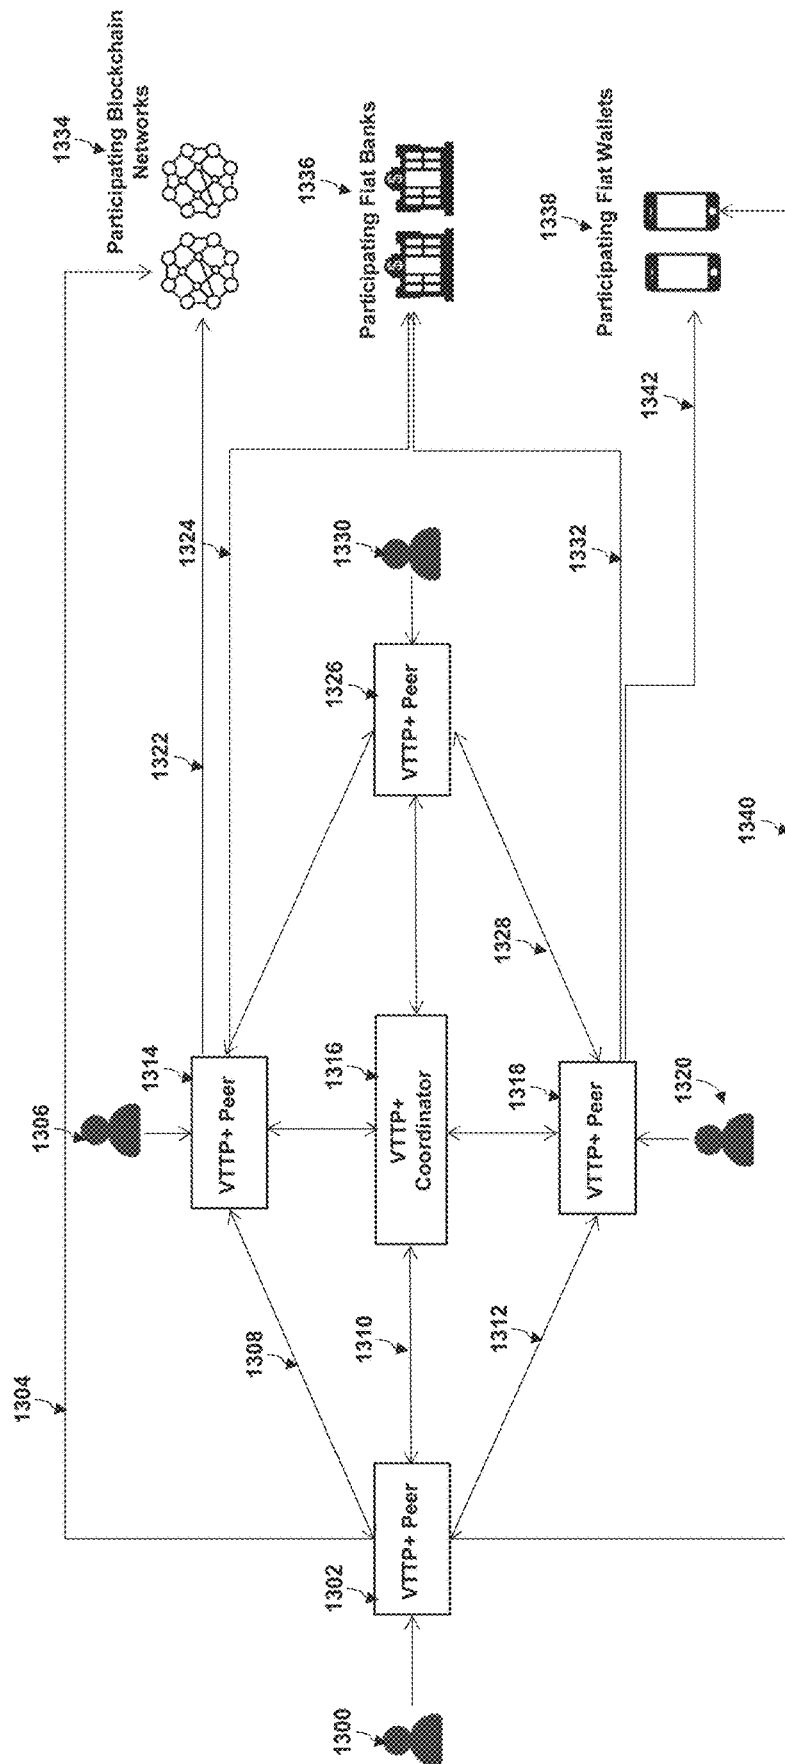 1300
1302
VTTP+ Peer
1304
1306
1308
1310
1312
1314
VTTP+ Peer
1316
VTTP+
Coordinator
1318
VTTP+ Peer
1320
1322
1324
1326
VTTP+ Peer
1328
1330
1332
1334
Participating Blockchain
Networks
1336
Participating Fiat Banks
1338
Participating Fiat Wallets
1340
1342